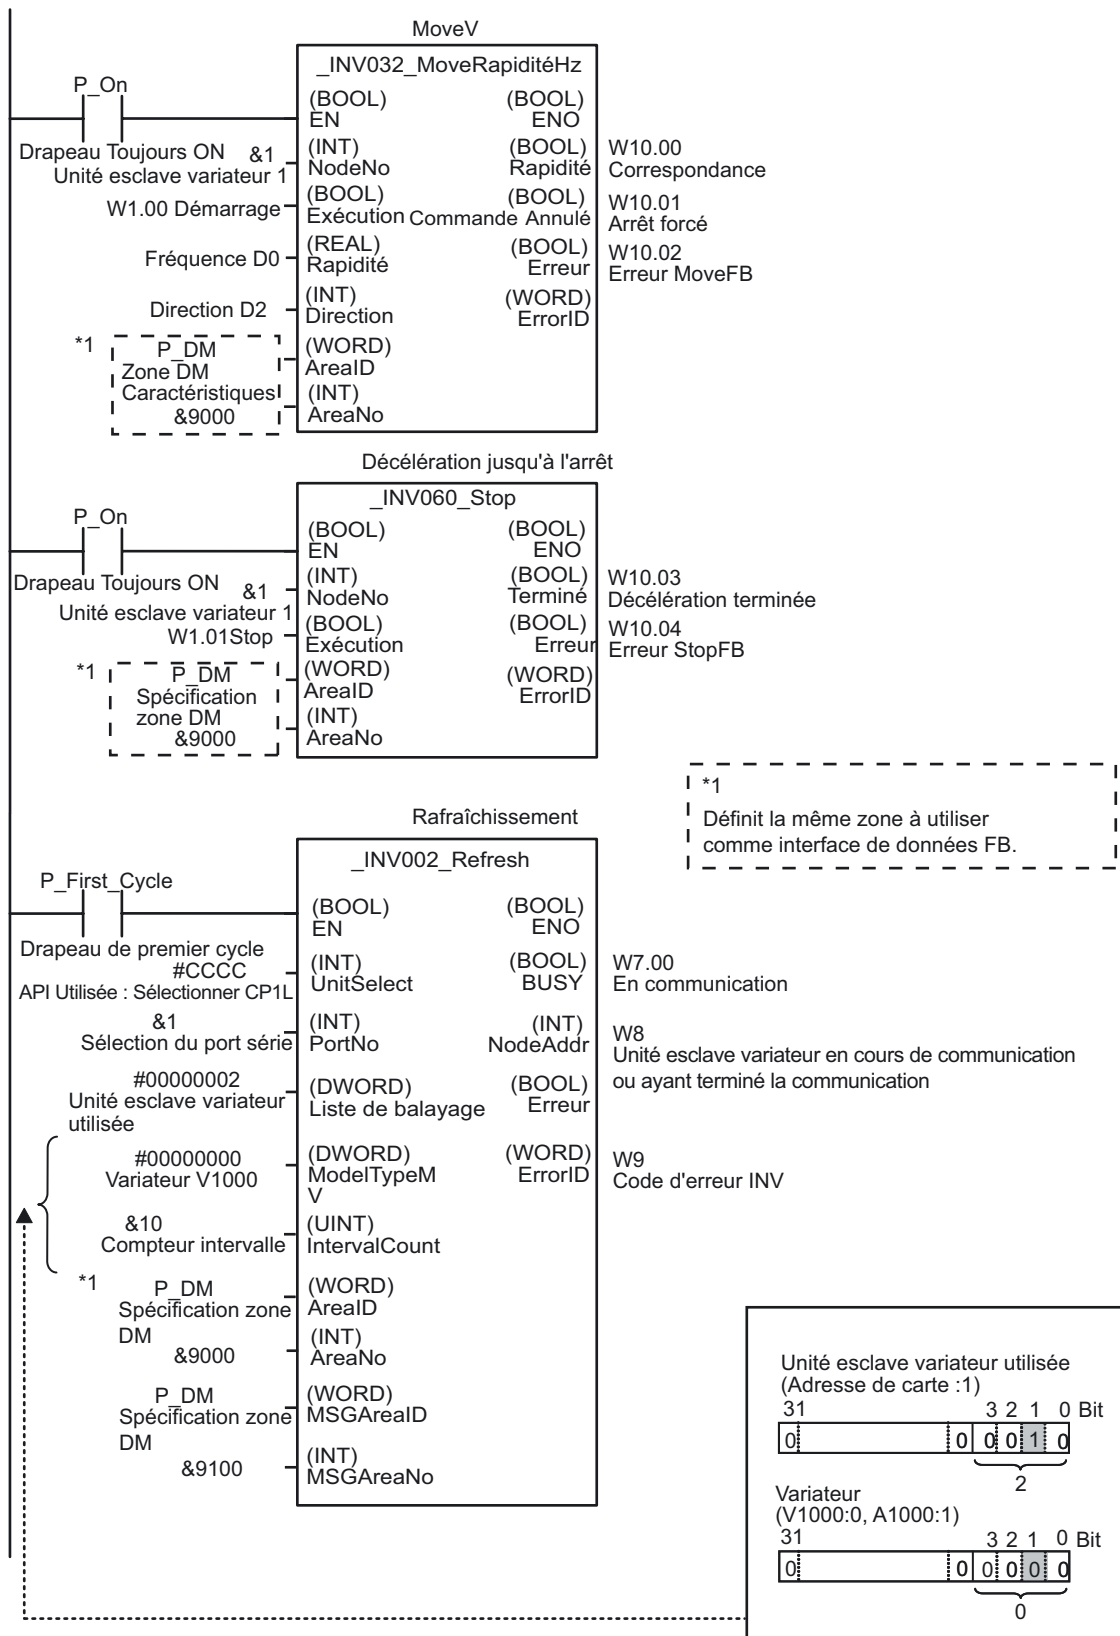 MoveV
_INV032_MoveRapiditéHz
P_On
(BOOL)
EN
(BOOL)
ENO
Drapeau Toujours ON
&1
Unité esclave variateur 1
(INT)
NodeNo
(BOOL)
Rapidité
W10.00
Correspondance
W1.00 Démarrage
(BOOL)
Exécution
(BOOL)
Commande Annulé
W10.01
Arrêt forcé
Fréquence D0
(REAL)
Rapidité
(BOOL)
Erreur
W10.02
Erreur MoveFB
Direction D2
(INT)
Direction
(WORD)
ErrorID
*1
P_DM
Zone DM
Caractéristiques
&9000
(WORD)
AreaID
(INT)
AreaNo
Décélération jusqu'à l'arrêt
_INV060_Stop
P_On
(BOOL)
EN
(BOOL)
ENO
Drapeau Toujours ON
&1
Unité esclave variateur 1
(INT)
NodeNo
(BOOL)
Terminé
W10.03
Décélération terminée
W1.01Stop
(BOOL)
Exécution
(BOOL)
Erreur
W10.04
Erreur StopFB
*1
P_DM
Spécification
zone DM
&9000
(WORD)
AreaID
(WORD)
ErrorID
(INT)
AreaNo
*1
Définit la même zone à utiliser
comme interface de données FB.
Rafraîchissement
_INV002_Refresh
P_First_Cycle
(BOOL)
EN
(BOOL)
ENO
Drapeau de premier cycle
#CCCC
API Utilisée : Sélectionner CP1L
(INT)
UnitSelect
(BOOL)
BUSY
W7.00
En communication
&1
Sélection du port série
(INT)
PortNo
(INT)
NodeAddr
W8
Unité esclave variateur en cours de communication
ou ayant terminé la communication
#00000002
Unité esclave variateur
utilisée
(DWORD)
Liste de balayage
(BOOL)
Erreur
#00000000
Variateur V1000
(DWORD)
ModelTypeM
V
(WORD)
ErrorID
W9
Code d'erreur INV
&10
Compteur intervalle
(UINT)
IntervalCount
*1
P_DM
Spécification zone
DM
(WORD)
AreaID
&9000
(INT)
AreaNo
P_DM
Spécification zone
DM
(WORD)
MSGAreaID
&9100
(INT)
MSGAreaNo
Unité esclave variateur utilisée
(Adresse de carte :1)
31 3 2 1 0 Bit
0 0 0 0 1 0
2
Variateur
(V1000:0, A1000:1)
31 3 2 1 0 Bit
0 0 0 0 0 0
0